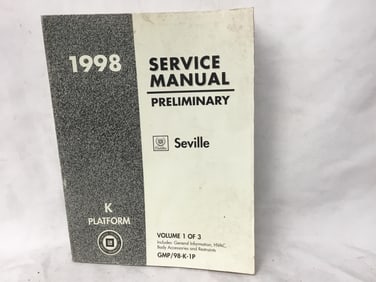 1998
SERVICE
MANUAL
PRELIMINARY
Seville
K
PLATFORM
GM
VOLUME 1 OF 3
Includes General Information, HVAC,
Body Accessories and Restraints
GMP/98-K-1P